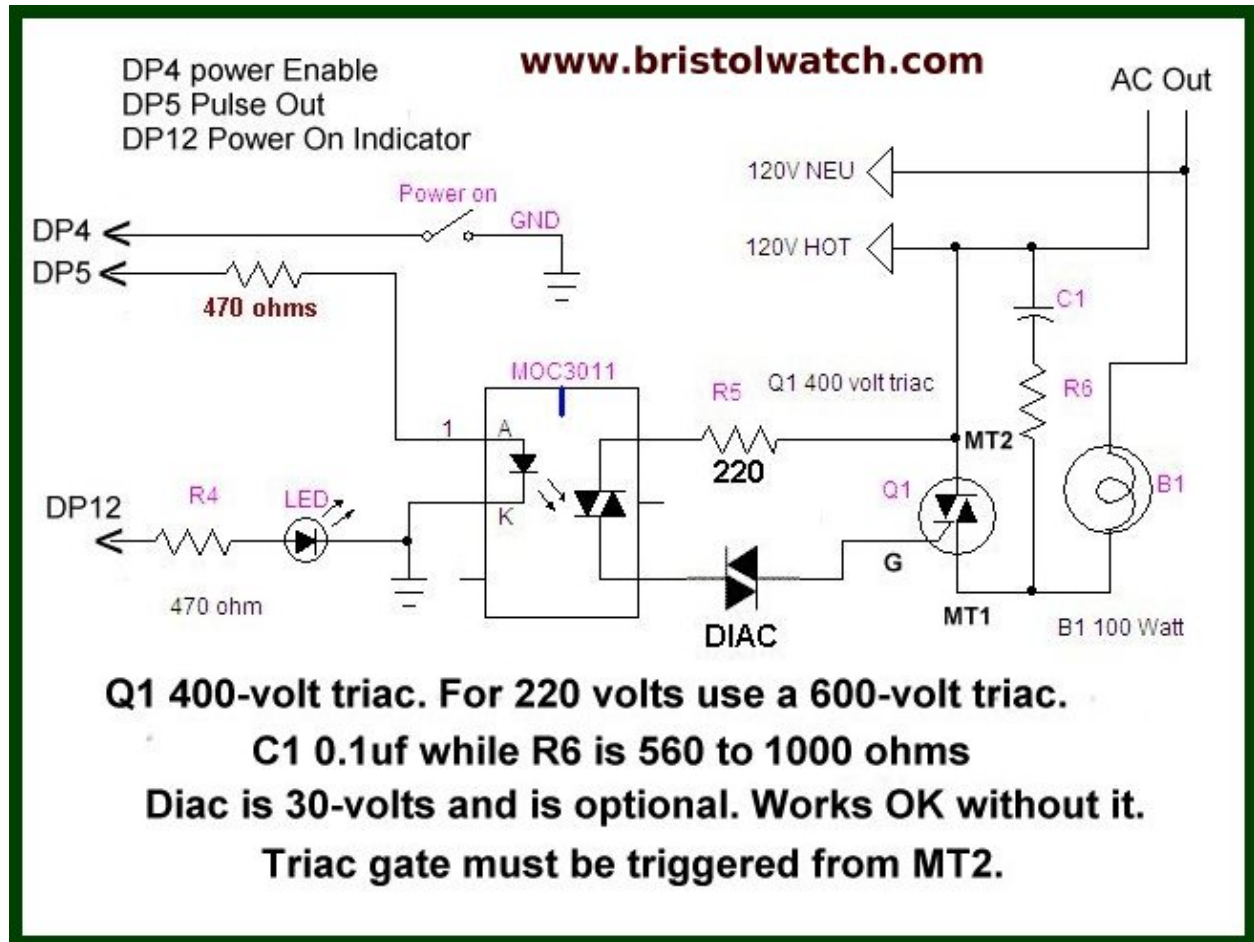 www.bristolwatch.com
DP4 power Enable
DP5 Pulse Out
DP12 Power On Indicator
AC Out
120V NEU
Power on
GND
DP4
120V HOT
DP5
470 ohms
C1
MOC3011
R5
Q1 400 volt triac
R6
1
A
MT2
220
R4
LED
Q1
B1
DP12
K
G
470 ohm
DIAC
MT1
B1 100 Watt
Q1 400-volt triac. For 220 volts use a 600-volt triac.
C1 0.1uf while R6 is 560 to 1000 ohms
Diac is 30-volts and is optional. Works OK without it.
Triac gate must be triggered from MT2.